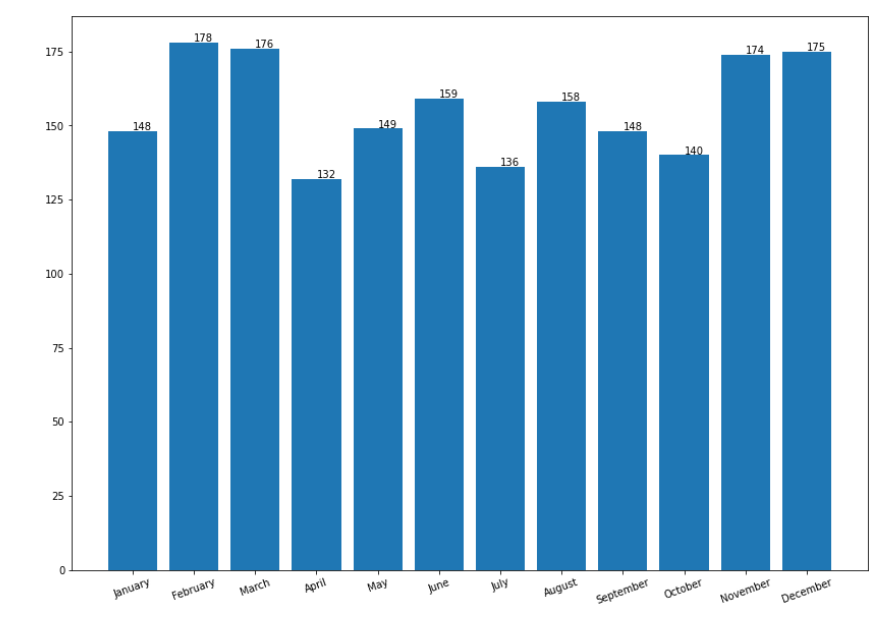 178
176
175
174
175
159
158
150
148
149
148
140
136
132
125
100
75
50
25
0
January
February
March
April
May
June
July
August
September
October
November
December